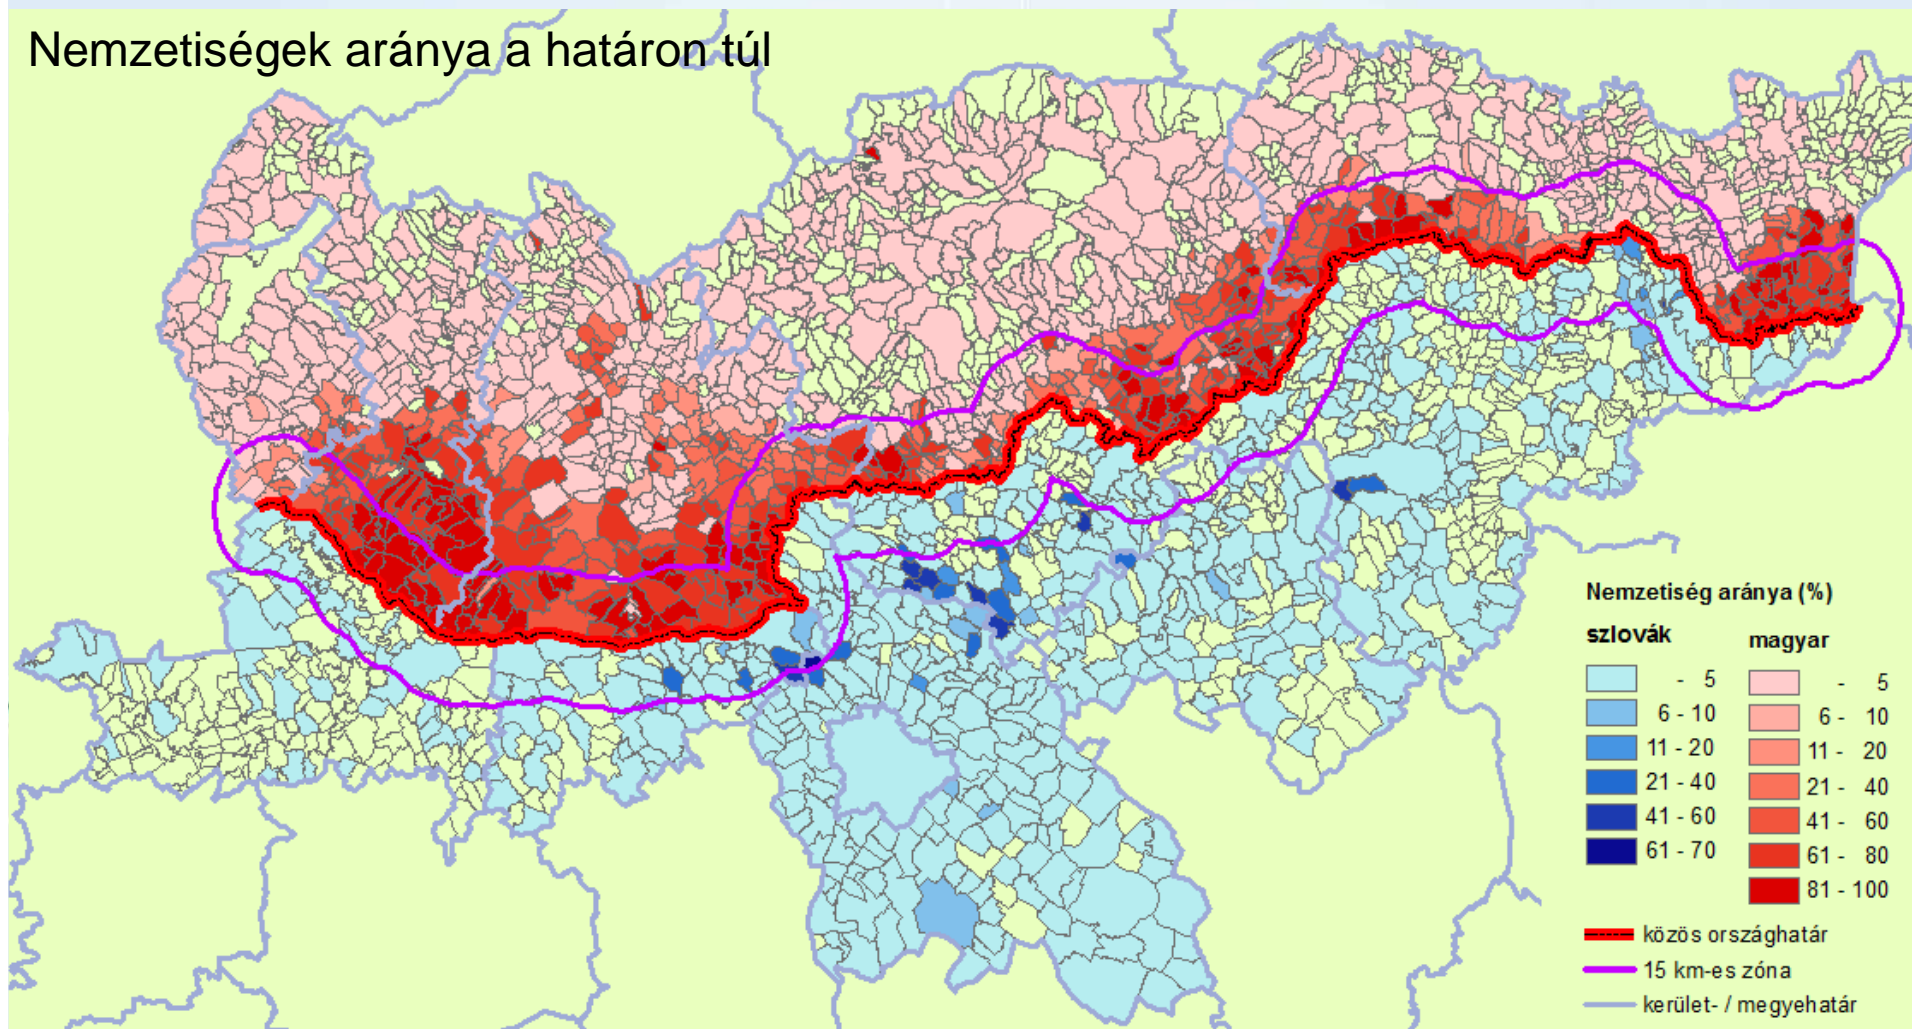 Nemzetiségek aránya a határon túl
Nemzetiség aránya (%)
szlovák magyar
- 5 - 5
6 - 10 6 - 10
11 - 20 11 - 20
21 - 40 21 - 40
41 - 60 41 - 60
61 - 70 61 - 80
81 - 100
közös országhatár
15 km-es zóna
kerület- / megyehatár